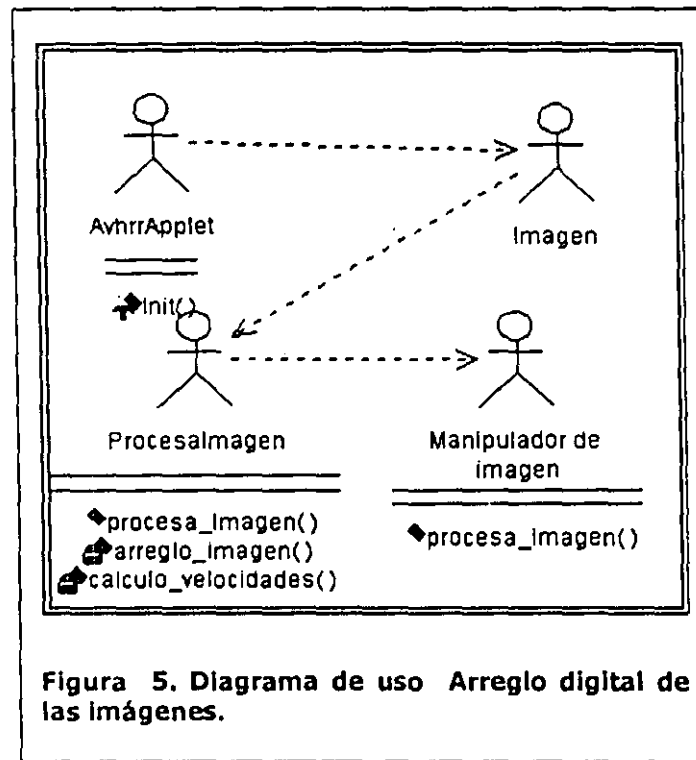 AvhrrApplet
Imagen
Init()
ProcesaImagen
Manipulador de
imagen
procesa_imagen()
arreglo_imagen()
calculo_velocidades()
procesa_imagen()
Figura 5. Diagrama de uso Arreglo digital de
las imágenes.